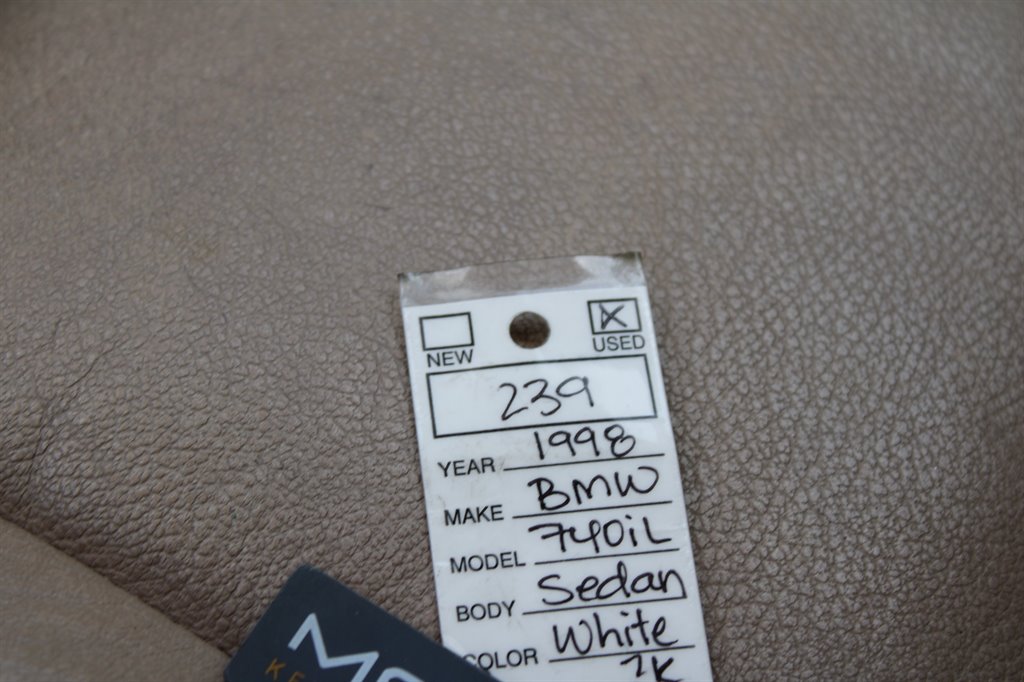 NEW USED
239
YEAR 1998
MAKE BMW
MODEL 740iL
BODY Sedan
COLOR White